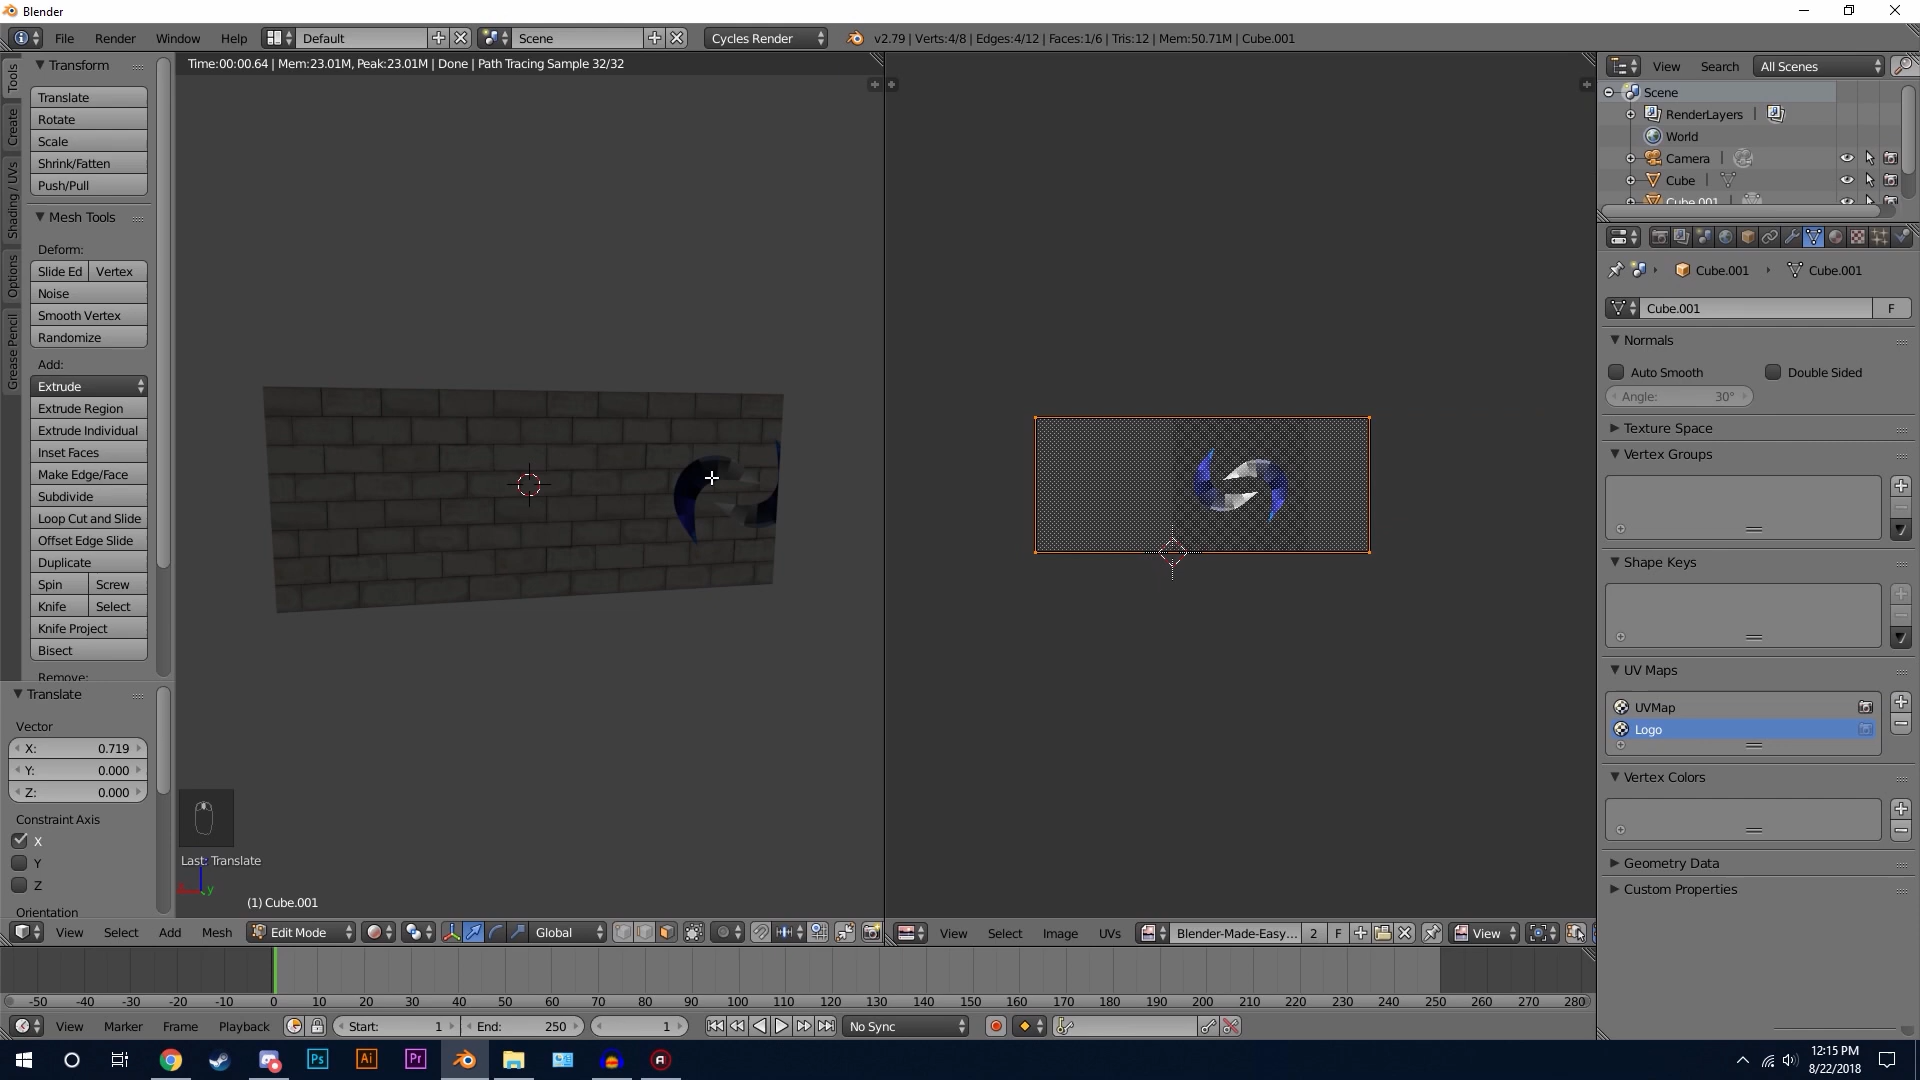 Blender
File Render Window Help Default Scene Cycles Render v2.79 | Verts:4/8 | Edges:4/12 | Faces:1/6 | Tris:12 | Mem:50.71M | Cube.001
Time:00:00.64 | Mem:23.01M, Peak:23.01M | Done | Path Tracing Sample 32/32
Tools
Create
Shading / UVs
Options
Grease Pencil
Transform
Translate
Rotate
Scale
Shrink/Fatten
Push/Pull
Mesh Tools
Deform:
Slide Ed Vertex
Noise
Smooth Vertex
Randomize
Add:
Extrude
Extrude Region
Extrude Individual
Inset Faces
Make Edge/Face
Subdivide
Loop Cut and Slide
Offset Edge Slide
Duplicate
Spin Screw
Knife Select
Knife Project
Bisect
Remove:
Translate
Vector
X: 0.719
Y: 0.000
Z: 0.000
Constraint Axis
X
Y
Z
Orientation
Last: Translate
y
(1) Cube.001
View Select Add Mesh Edit Mode Global
View Select Image UVs Blender-Made-Easy... 2 F View
View Search All Scenes
Scene
RenderLayers |
World
Camera |
Cube |
Cube.001
Cube.001 Cube.001
Cube.001 F
Normals
Auto Smooth Double Sided
Angle: 30°
Texture Space
Vertex Groups
Shape Keys
UV Maps
UVMap
Logo
Vertex Colors
Geometry Data
Custom Properties
-50 -40 -30 -20 -10 0 10 20 30 40 50 60 70 80 90 100 110 120 130 140 150 160 170 180 190 200 210 220 230 240 250 260 270 280
View Marker Frame Playback Start: 1 End: 250 1 No Sync
Ps Ai Pr
12:15 PM
8/22/2018